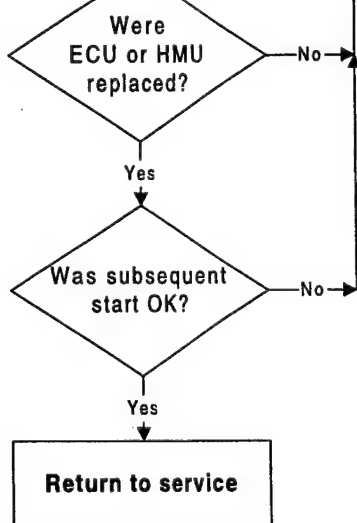 Were
ECU or HMU
replaced?
No
Yes
Was subsequent
start OK?
No
Yes
Return to service